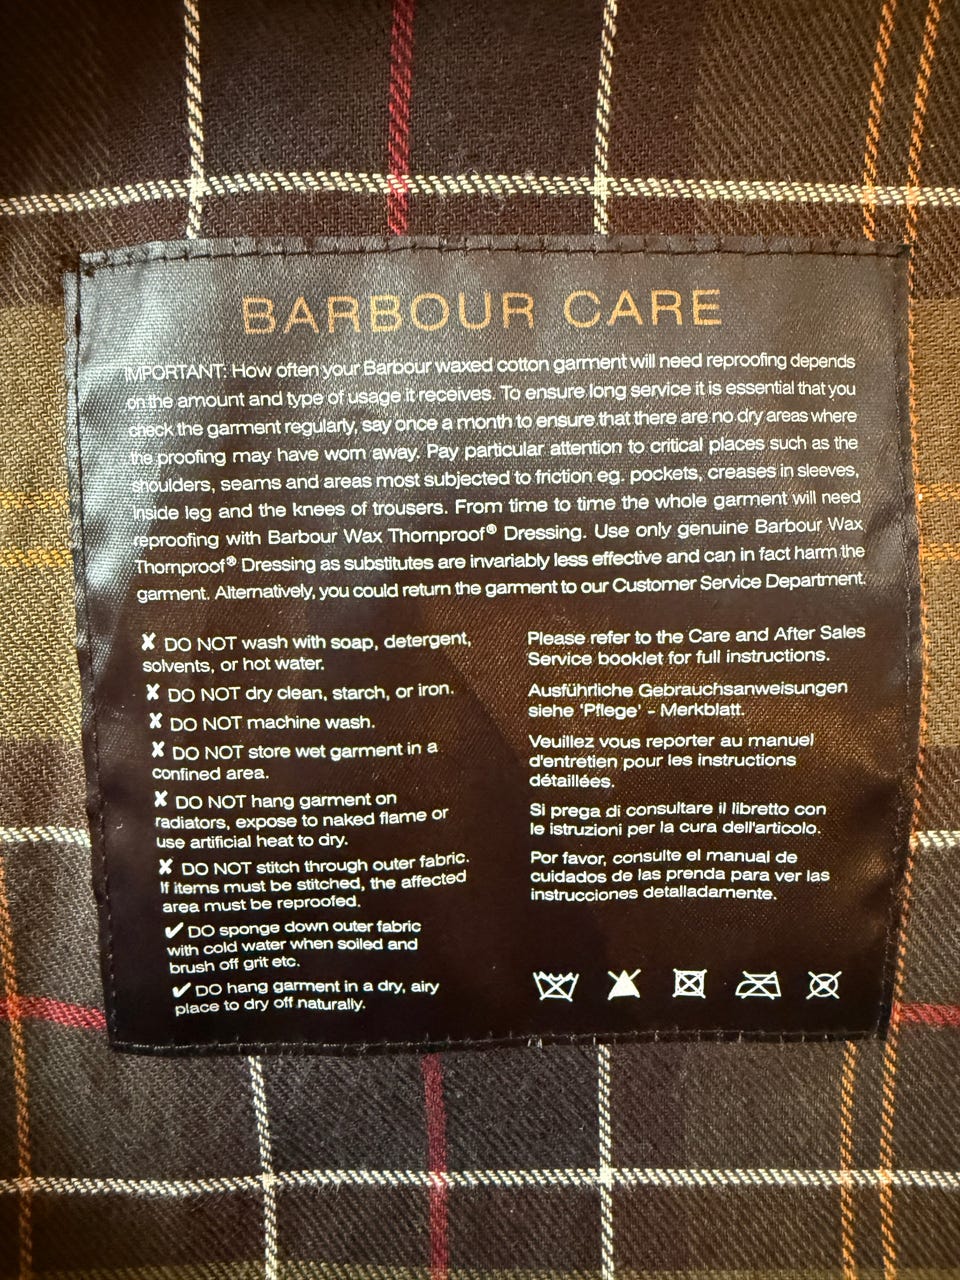 BARBOUR CARE
IMPORTANT: How often your Barbour waxed cotton garment will need reproofing depends
on the amount and type of usage it receives. To ensure long service it is essential that you
check the garment regularly, say once a month to ensure that there are no dry areas where
the proofing may have worn away. Pay particular attention to critical places such as the
shoulders, seams and areas most subjected to friction eg. pockets, creases in sleeves,
inside leg and the knees of trousers. From time to time the whole garment will need
reproofing with Barbour Wax Thornproof® Dressing. Use only genuine Barbour Wax
Thornproof® Dressing as substitutes are invariably less effective and can in fact harm the
garment. Alternatively, you could return the garment to our Customer Service Department.
✘ DO NOT wash with soap, detergent,
solvents, or hot water.
✘ DO NOT dry clean, starch, or iron.
✘ DO NOT machine wash.
✘ DO NOT store wet garment in a
confined area.
✘ DO NOT hang garment on
radiators, expose to naked flame or
use artificial heat to dry.
✘ DO NOT stitch through outer fabric.
If items must be stitched, the affected
area must be reproofed.
✔ DO sponge down outer fabric
with cold water when soiled and
brush off grit etc.
✔ DO hang garment in a dry, airy
place to dry off naturally.
Please refer to the Care and After Sales
Service booklet for full instructions.
Ausführliche Gebrauchsanweisungen
siehe 'Pflege' - Merkblatt.
Veuillez vous reporter au manuel
d'entretien pour les instructions
détaillées.
Si prega di consultare il libretto con
le istruzioni per la cura dell'articolo.
Por favor, consulte el manual de
cuidados de las prenda para ver las
instrucciones detalladamente.